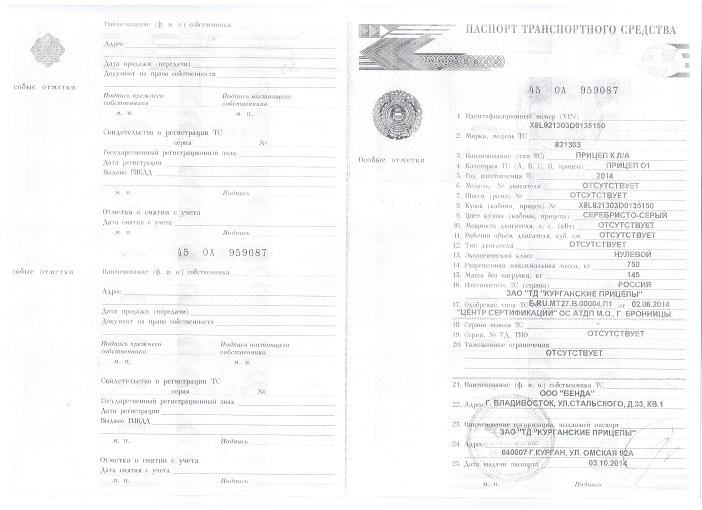 Наименование (ф. и. о.) собственника
Адрес
Дата продажи (передачи)
Документ на право собственности
собые отметки
Подпись прежнего собственника
Подпись настоящего собственника
м. п.
м. п.
Свидетельство о регистрации ТС
серия №
Государственный регистрационный знак
Дата регистрации
Выдано ГИБДД
м. п.
Подпись
Отметка о снятии с учета
Дата снятия с учета
м. п.
Подпись
45 ОА 959087
собые отметки
Наименование (ф. и. о.) собственника
Адрес
Дата продажи (передачи)
Документ на право собственности
Подпись прежнего собственника
Подпись настоящего собственника
м. п.
м. п.
Свидетельство о регистрации ТС
серия №
Государственный регистрационный знак
Дата регистрации
Выдано ГИБДД
м. п.
Подпись
Отметка о снятии с учета
Дата снятия с учета
м. п.
Подпись
ПАСПОРТ ТРАНСПОРТНОГО СРЕДСТВА
45 ОА 959087
Особые отметки
1. Идентификационный номер (VIN)
X8L821303D0135150
2. Марка, модель ТС
821303
3. Наименование (тип ТС) ПРИЦЕП К Л/А
4. Категория ТС (А, В, С, D, прицеп) ПРИЦЕП О1
5. Год изготовления ТС 2014
6. Модель, № двигателя ОТСУТСТВУЕТ
7. Шасси (рама) № ОТСУТСТВУЕТ
8. Кузов (кабина, прицеп) № X8L821303D0135150
9. Цвет кузова (кабины, прицепа) СЕРЕБРИСТО-СЕРЫЙ
10. Мощность двигателя, л. с. (кВт) ОТСУТСТВУЕТ
11. Рабочий объем двигателя, куб. см ОТСУТСТВУЕТ
12. Тип двигателя ОТСУТСТВУЕТ
13. Экологический класс НУЛЕВОЙ
14. Разрешенная максимальная масса, кг 750
15. Масса без нагрузки, кг 145
16. Изготовитель ТС (страна) РОССИЯ
ЗАО "ТД "КУРГАНСКИЕ ПРИЦЕПЫ"
17. Одобрение типа ТС Е.RU.МТ27.В.00004.П1 от 02.06.2014
"ЦЕНТР СЕРТИФИКАЦИИ" ОС АТДП М.О., Г. БРОННИЦЫ
18. Страна вывоза ТС -
19. Серия, № ТД, ТПО ОТСУТСТВУЕТ
20. Таможенные ограничения
ОТСУТСТВУЕТ
21. Наименование (ф. и. о.) собственника ТС
ООО "БЕНДА"
22. Адрес Г. ВЛАДИВОСТОК, УЛ.СТАЛЬСКОГО, Д.33, КВ.1
23. Наименование организации, выдавшей паспорт
ЗАО "ТД "КУРГАНСКИЕ ПРИЦЕПЫ"
24. Адрес
640007 Г.КУРГАН, УЛ. ОМСКАЯ 92А
25. Дата выдачи паспорта 03.10.2014
м. п.
Подпись